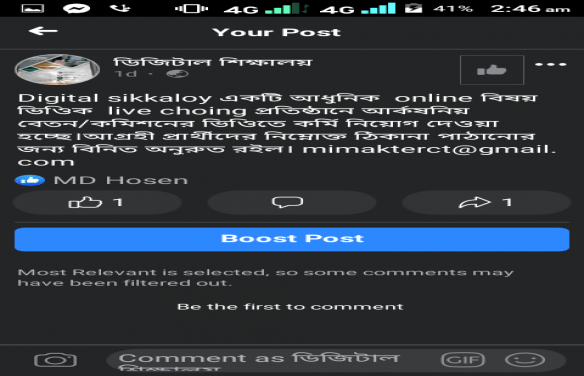 4G 4G 41% 2:46 am
Your Post
ডিজিটাল শিক্ষালয়
1d
Digital sikkaloy একটি আধুনিক online বিষয়
ভিত্তিক live choing প্রতিষ্ঠানে আর্কষনিয়
বেতন/কমিশনের ভিত্তিতে কর্মি নিয়োগ দেওয়া
হচ্ছে।আগ্রহী প্রার্থীদের নিম্নোক্ত ঠিকানা পাঠানোর
জন্য বিনিত অনুরুত রইল। mimakterct@gmail.
com
MD Hosen
1 1
Boost Post
Most Relevant is selected, so some comments may
have been filtered out.
Be the first to comment
Comment as ডিজিটাল
শিক্ষালয়
GIF